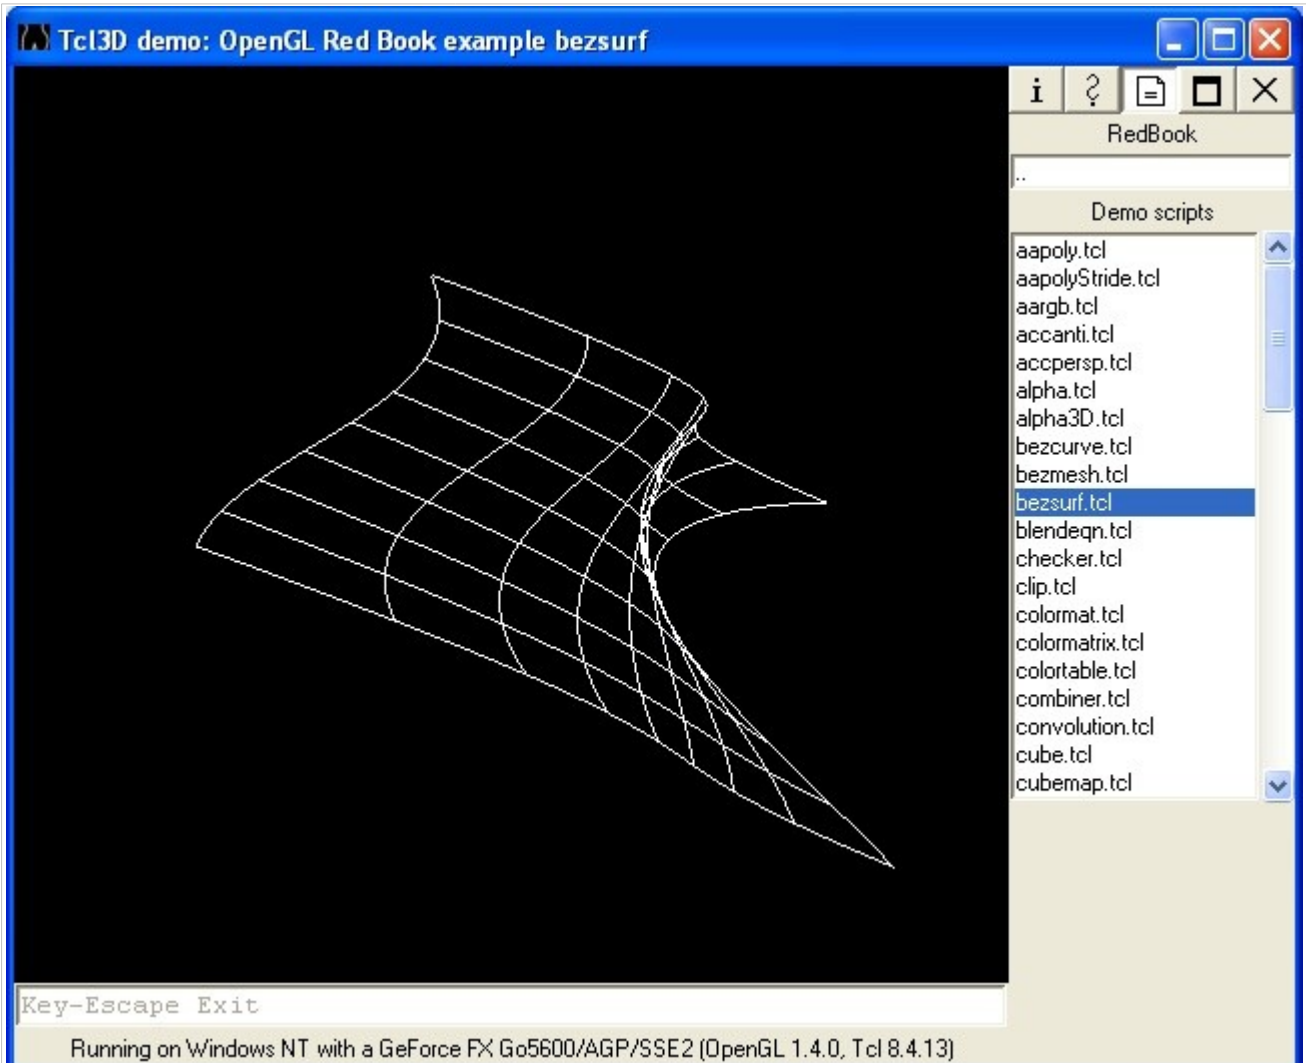 Tcl3D demo: OpenGL Red Book example bezsurf
i ?
RedBook
..
Demo scripts
aapoly.tcl
aapolyStride.tcl
aargb.tcl
accanti.tcl
accpersp.tcl
alpha.tcl
alpha3D.tcl
bezcurve.tcl
bezmesh.tcl
bezsurf.tcl
blendeqn.tcl
checker.tcl
clip.tcl
colormat.tcl
colormatrix.tcl
colortable.tcl
combiner.tcl
convolution.tcl
cube.tcl
cubemap.tcl
Key-Escape Exit
Running on Windows NT with a GeForce FX Go5600/AGP/SSE2 (OpenGL 1.4.0, Tcl 8.4.13)